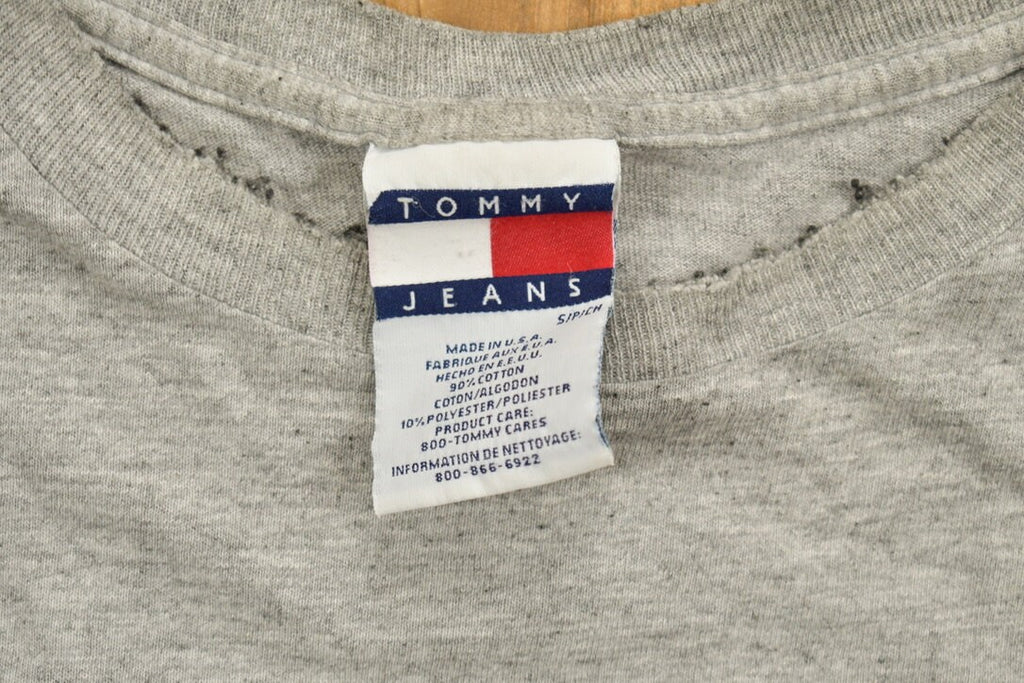 TOMMY
JEANS
S/P/CH
MADE IN U.S.A.
FABRIQUE AUX E.U.A.
HECHO EN E.E.U.U.
90% COTTON
COTON/ALGODON
10% POLYESTER/POLIESTER
PRODUCT CARE:
800-TOMMY CARES
INFORMATION DE NETTOYAGE:
800-866-6922